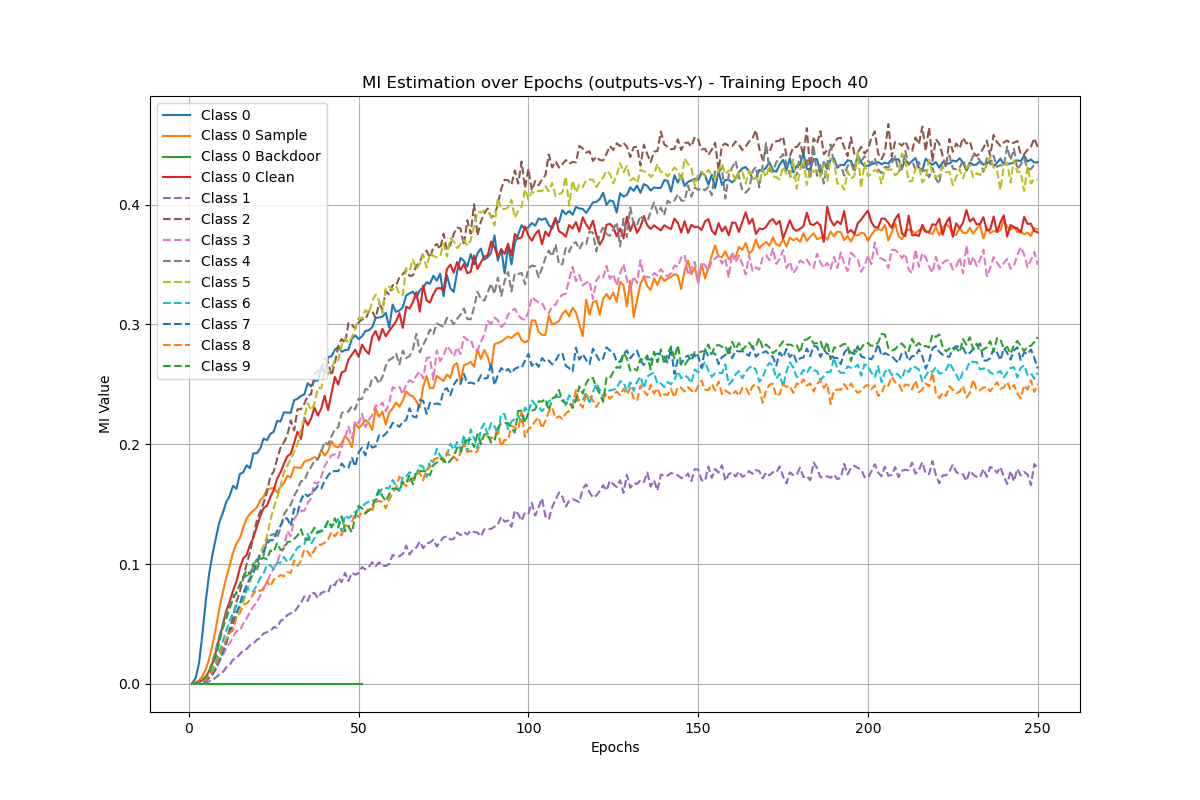 MI Estimation over Epochs (outputs-vs-Y) - Training Epoch 40
Class 0
Class 0 Sample
Class 0 Backdoor
Class 0 Clean
Class 1
Class 2
Class 3
Class 4
Class 5
Class 6
Class 7
Class 8
Class 9
MI Value
0.4
0.3
0.2
0.1
0.0
0 50 100 150 200 250
Epochs